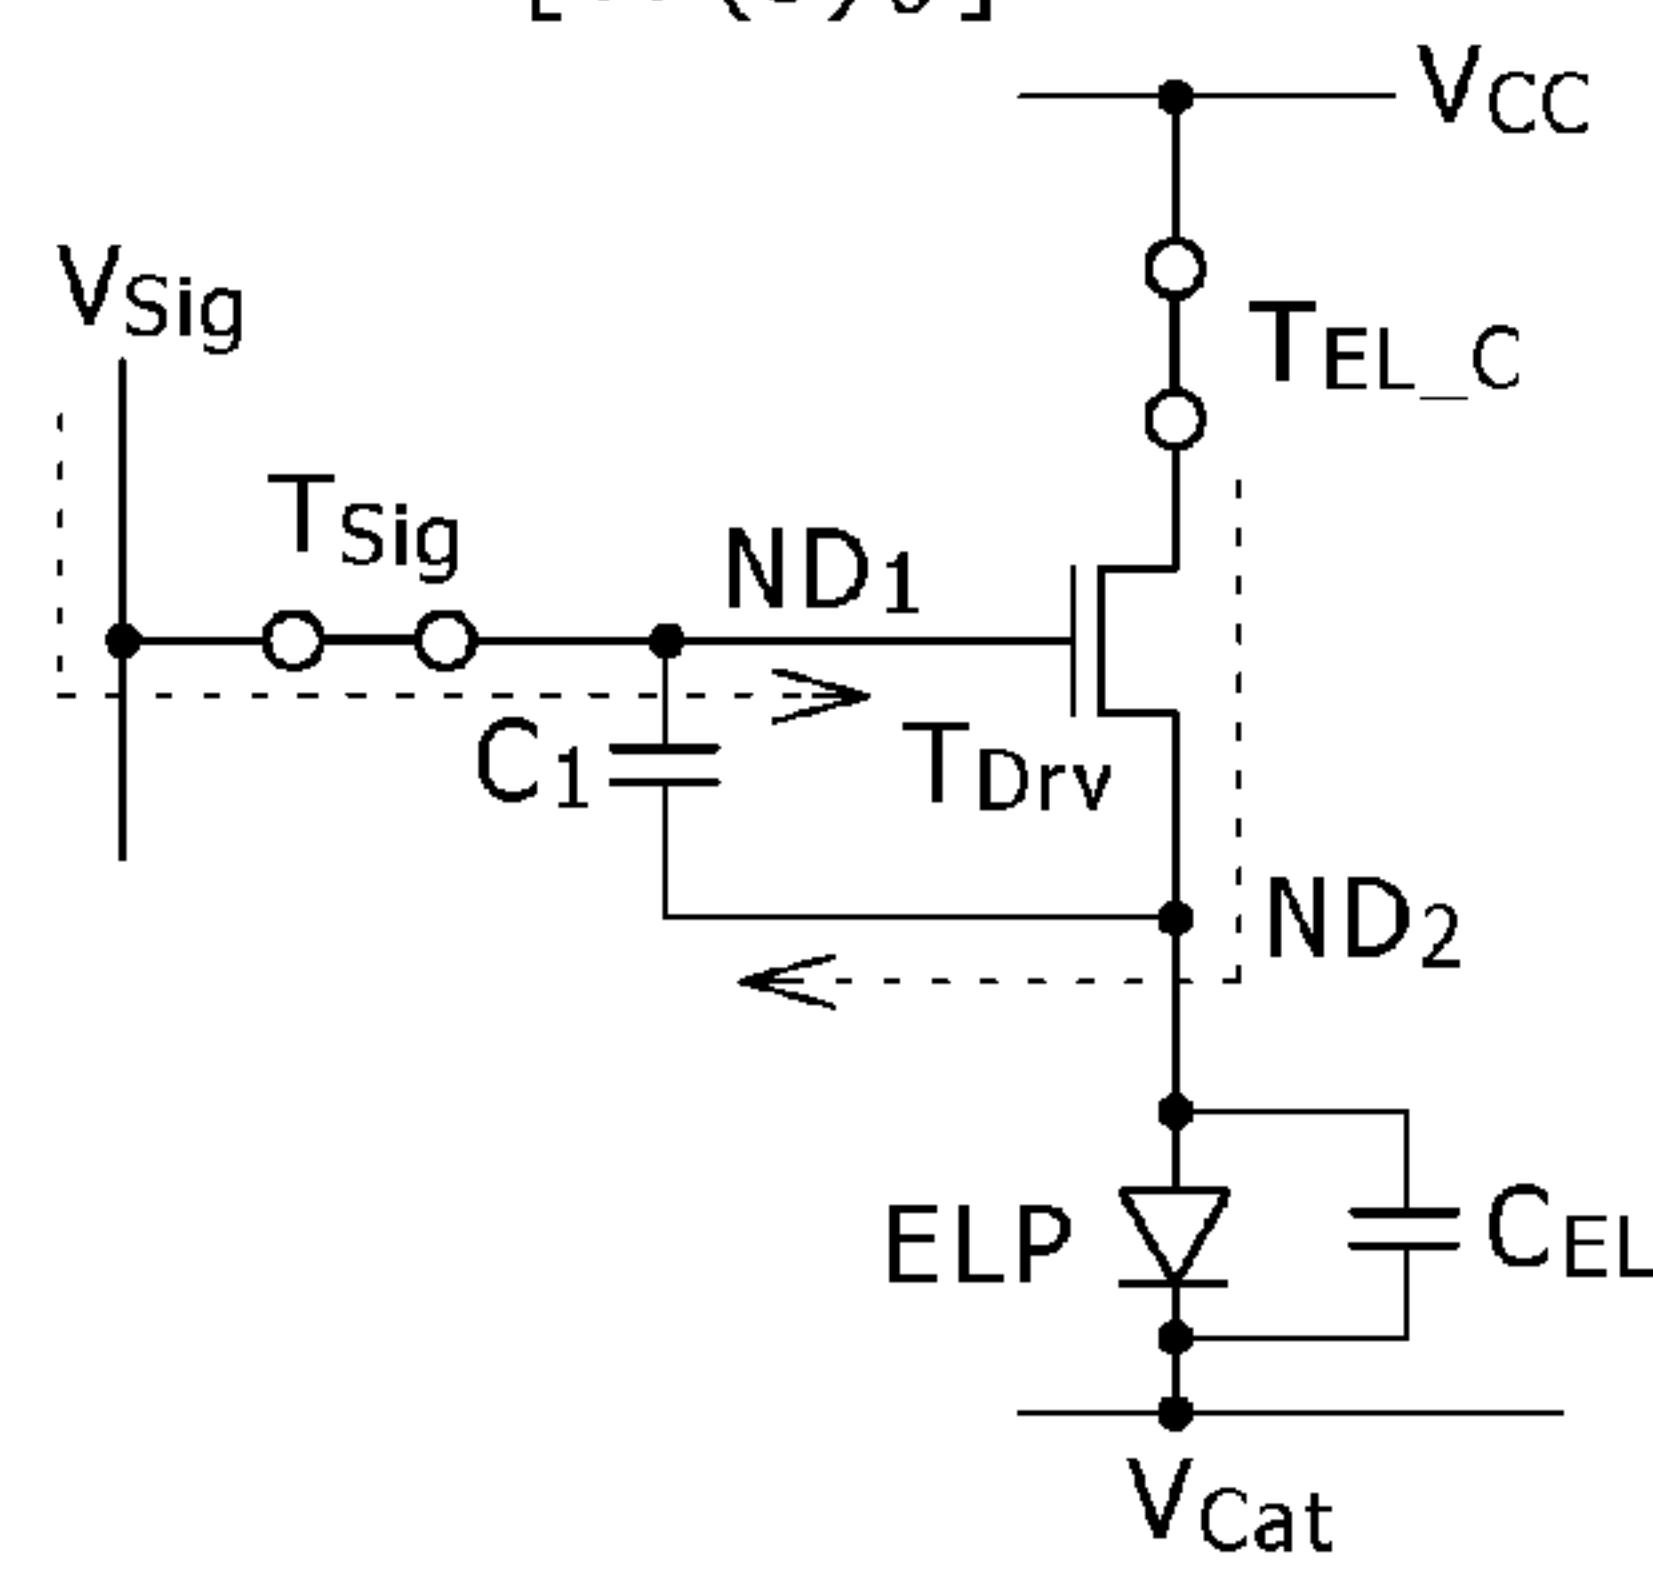 VCC
VSig
TEL_C
TSig
ND1
C1
TDrv
ND2
ELP
CEL
VCat